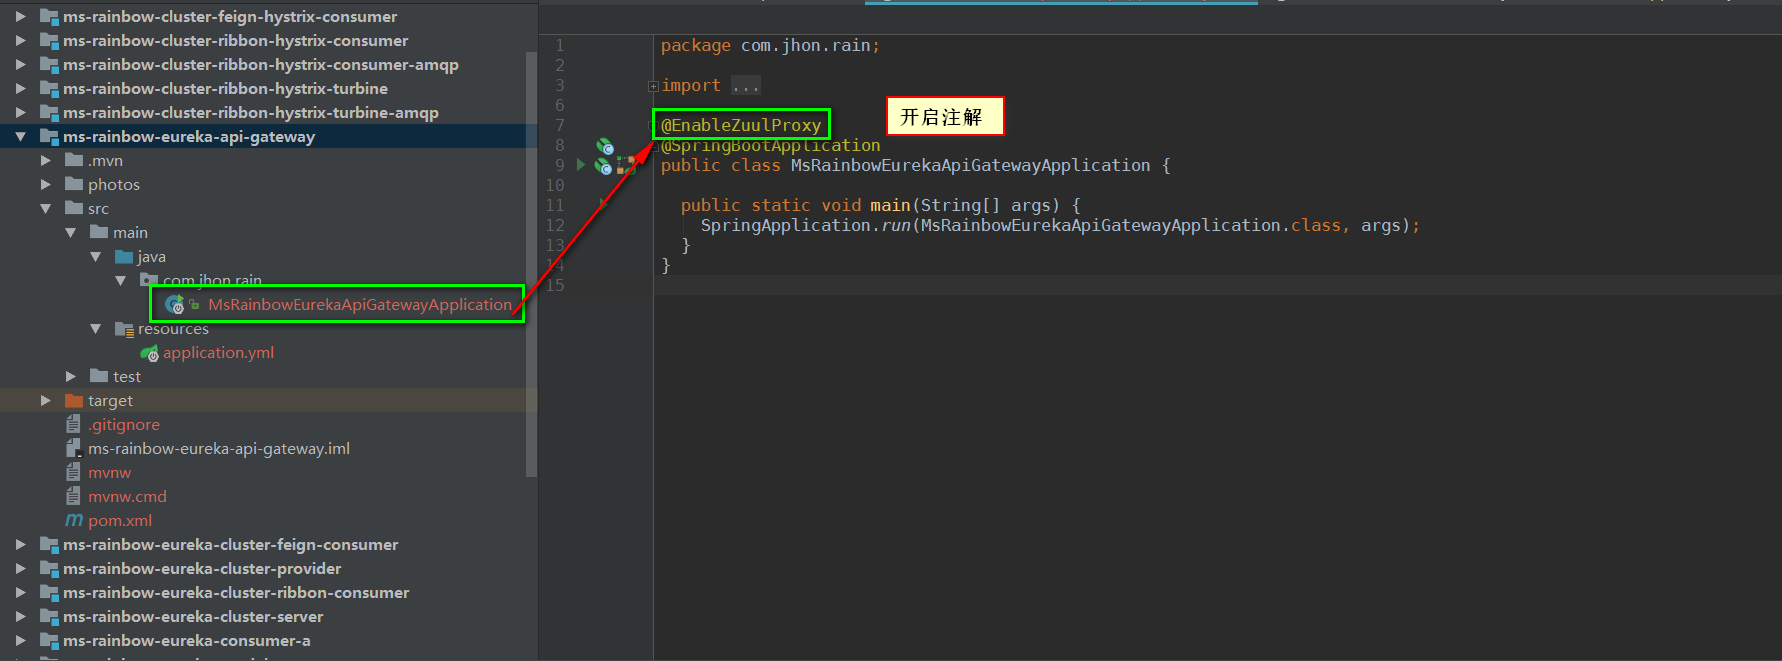 ms-rainbow-cluster-feign-hystrix-consumer
ms-rainbow-cluster-ribbon-hystrix-consumer
ms-rainbow-cluster-ribbon-hystrix-consumer-amqp
ms-rainbow-cluster-ribbon-hystrix-turbine
ms-rainbow-cluster-ribbon-hystrix-turbine-amqp
ms-rainbow-eureka-api-gateway
.mvn
photos
src
main
java
com.jhon.rain
MsRainbowEurekaApiGatewayApplication
resources
application.yml
test
target
.gitignore
ms-rainbow-eureka-api-gateway.iml
mvnw
mvnw.cmd
pom.xml
ms-rainbow-eureka-cluster-feign-consumer
ms-rainbow-eureka-cluster-provider
ms-rainbow-eureka-cluster-ribbon-consumer
ms-rainbow-eureka-cluster-server
ms-rainbow-eureka-consumer-a
1 package com.jhon.rain;
2
3 import ...
6
7 @EnableZuulProxy
开启注解
8 @SpringBootApplication
9 public class MsRainbowEurekaApiGatewayApplication {
10
11 public static void main(String[] args) {
12 SpringApplication.run(MsRainbowEurekaApiGatewayApplication.class, args);
13 }
14 }
15